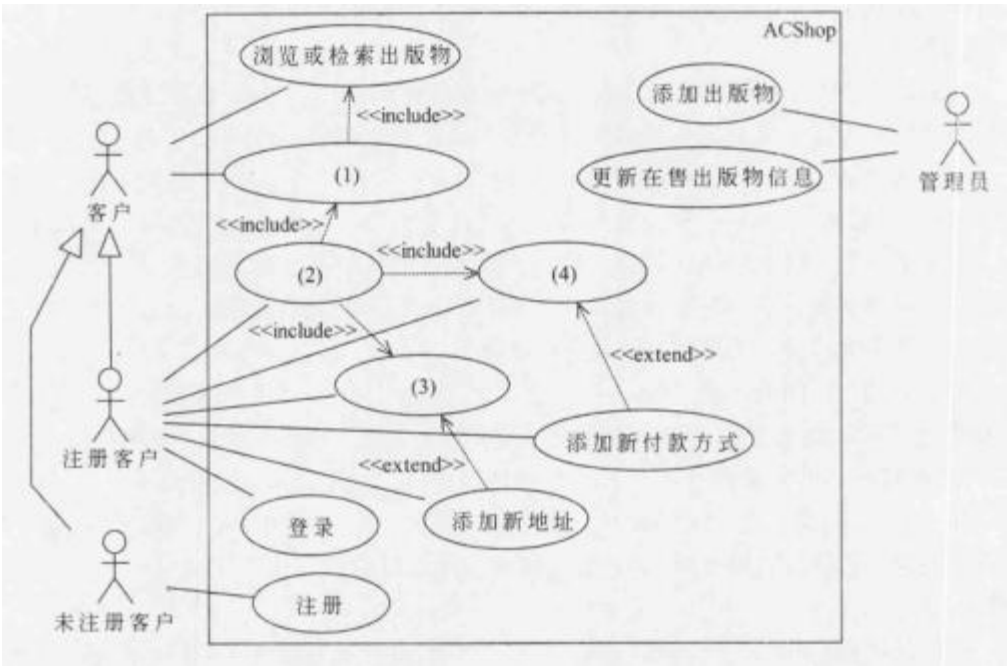 ACShop
浏览或检索出版物
添加出版物
<<include>>
(1)
更新在售出版物信息
管理员
客户
<<include>>
<<include>>
(2)
(4)
<<include>>
<<extend>>
(3)
注册客户
添加新付款方式
<<extend>>
登录
添加新地址
注册
未注册客户